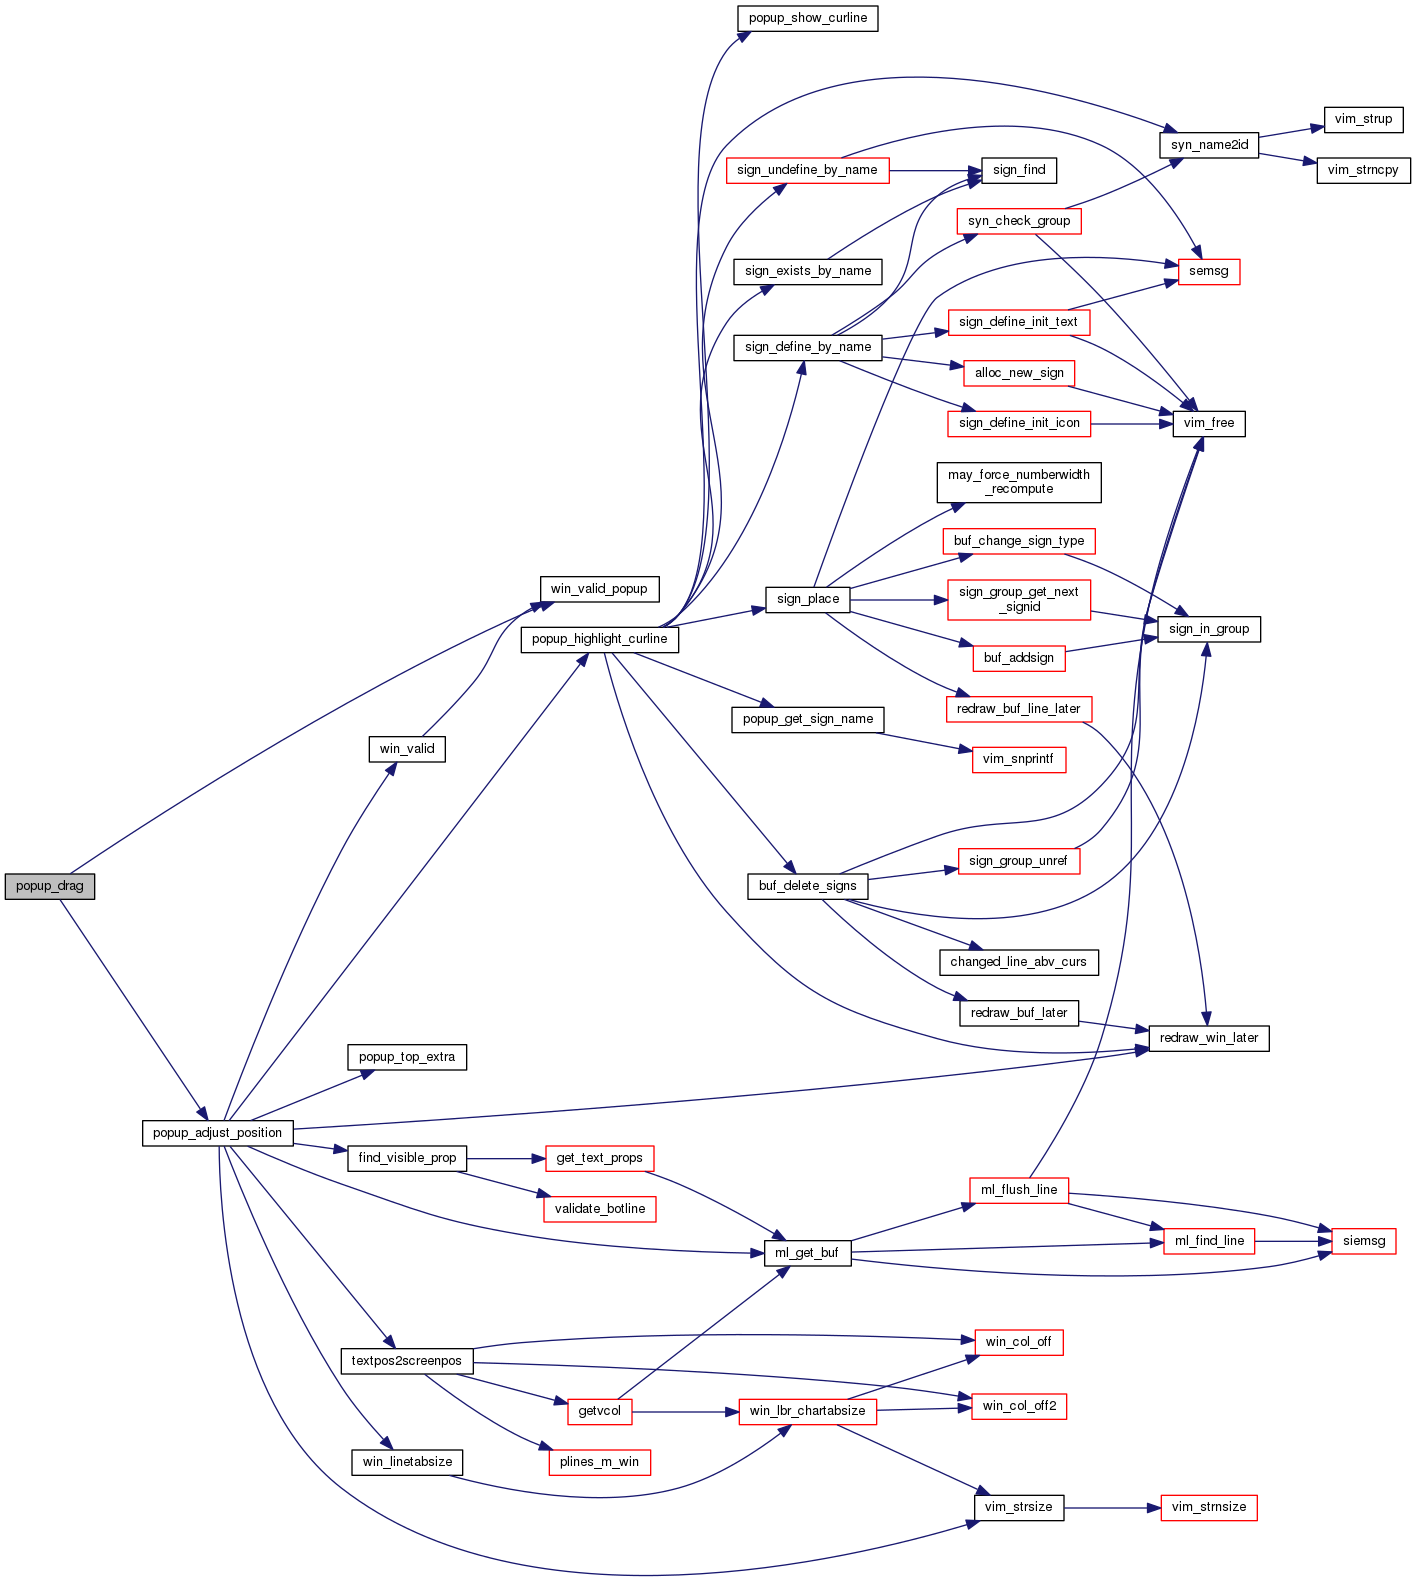 popup_show_curline
vim_strup
syn_name2id
vim_strncpy
sign_undefine_by_name
sign_find
syn_check_group
sign_exists_by_name
semsg
sign_define_init_text
sign_define_by_name
alloc_new_sign
sign_define_init_icon
vim_free
may_force_numberwidth
_recompute
buf_change_sign_type
win_valid_popup
sign_place
sign_group_get_next
_signid
sign_in_group
popup_highlight_curline
buf_addsign
redraw_buf_line_later
popup_get_sign_name
win_valid
vim_snprintf
sign_group_unref
popup_drag
buf_delete_signs
changed_line_abv_curs
redraw_buf_later
redraw_win_later
popup_top_extra
popup_adjust_position
find_visible_prop
get_text_props
ml_flush_line
validate_botline
ml_get_buf
ml_find_line
siemsg
win_col_off
textpos2screenpos
getvcol
win_lbr_chartabsize
win_col_off2
win_linetabsize
plines_m_win
vim_strsize
vim_strnsize